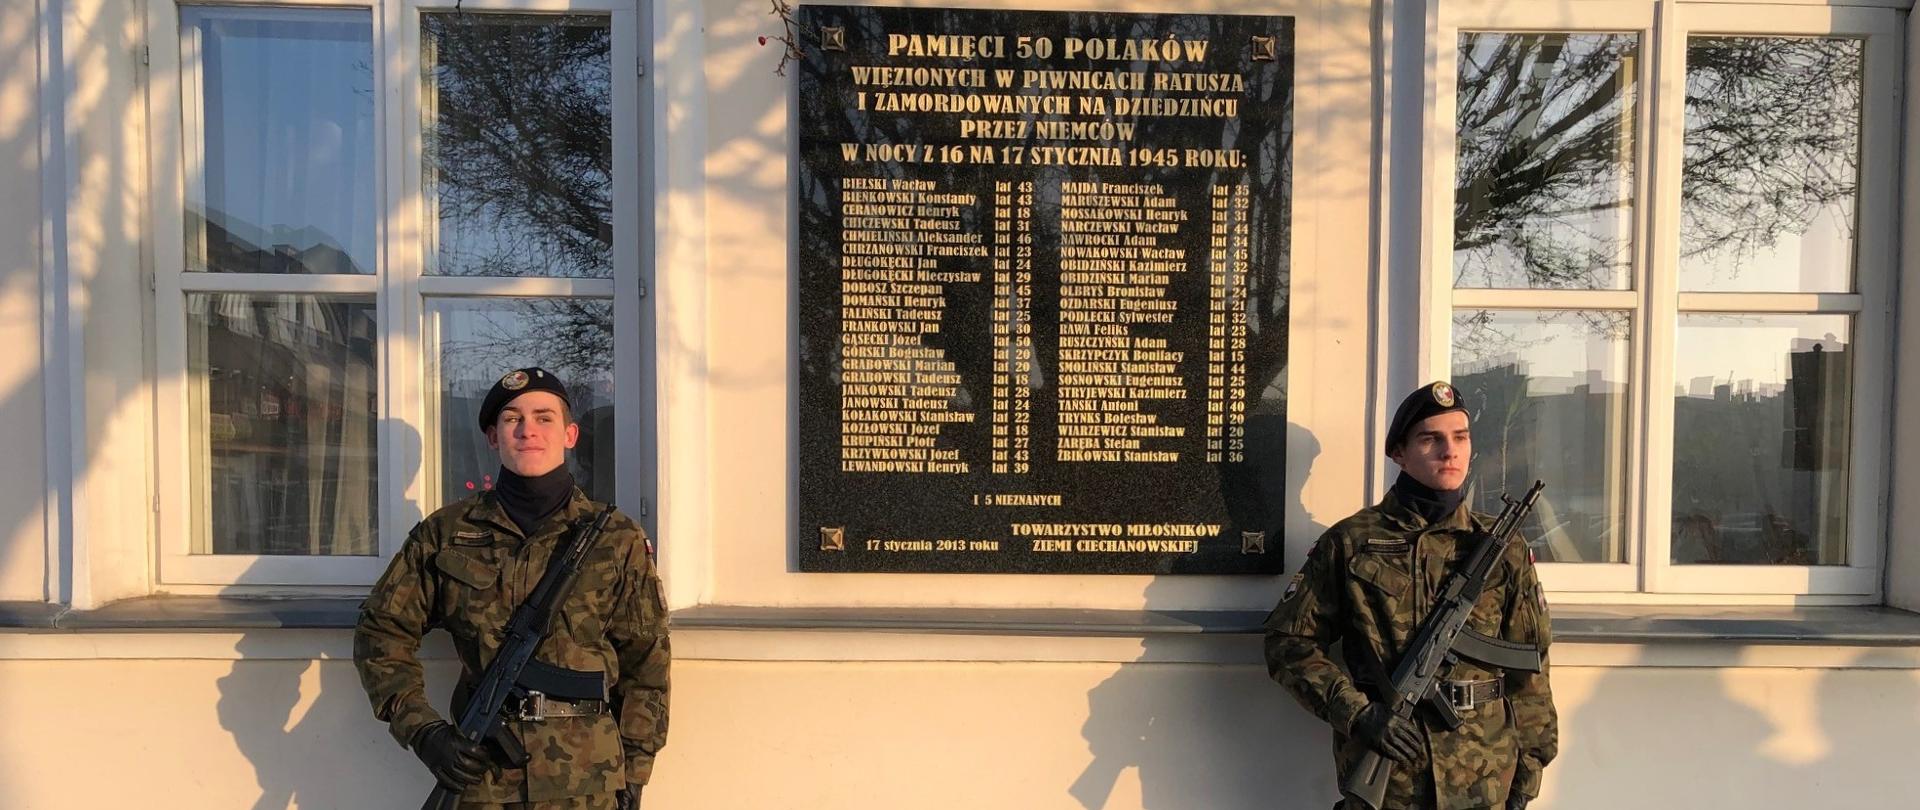 PAMIĘCI 50 POLAKÓW
WIĘZIONYCH W PIWNICACH RATUSZA
I ZAMORDOWANYCH NA DZIEDZIŃCU
PRZEZ NIEMCÓW
W NOCY Z 16 NA 17 STYCZNIA 1945 ROKU:
BIELSKI Wacław lat 43
BIEŃKOWSKI Konstanty lat 43
CERANOWICZ Henryk lat 18
CHICZEWSKI Tadeusz lat 31
CHMIELIŃSKI Aleksander lat 46
CHRZANOWSKI Franciszek lat 23
DŁUGOKĘCKI Jan lat 24
DŁUGOKĘCKI Mieczysław lat 29
DOBOSZ Szczepan lat 45
DOMAŃSKI Henryk lat 37
FALIŃSKI Tadeusz lat 25
FRANKOWSKI Jan lat 30
GĄSECKI Józef lat 50
GÓRSKI Bogusław lat 20
GRABOWSKI Marian lat 20
GRABOWSKI Tadeusz lat 18
JANKOWSKI Tadeusz lat 28
JANOWSKI Tadeusz lat 24
KOŁAKOWSKI Stanisław lat 22
KOZŁOWSKI Józef lat 18
KRUPIŃSKI Piotr lat 27
KRZYWKOWSKI Józef lat 43
LEWANDOWSKI Henryk lat 39
MAJDA Franciszek lat 35
MARUSZEWSKI Adam lat 32
MOSSAKOWSKI Henryk lat 31
NARCZEWSKI Wacław lat 44
NAWROCKI Adam lat 34
NOWAKOWSKI Wacław lat 45
OBIDZIŃSKI Kazimierz lat 32
OBIDZIŃSKI Marian lat 31
OLBRYŚ Bronisław lat 24
OZDARSKI Eugeniusz lat 21
PODLECKI Sylwester lat 32
RAWA Feliks lat 23
RUSZCZYŃSKI Adam lat 28
SKRZYPCZYK Bonifacy lat 15
SMOLIŃSKI Stanisław lat 44
SOSNOWSKI Eugeniusz lat 25
STRYJEWSKI Kazimierz lat 29
TAŃSKI Antoni lat 40
TRYNKS Bolesław lat 20
WIAREWICZ Stanisław lat 20
ZARĘBA Stefan lat 25
ŻBIKOWSKI Stanisław lat 36
I 5 NIEZNANYCH
17 stycznia 2013 roku
TOWARZYSTWO MIŁOŚNIKÓW
ZIEMI CIECHANOWSKIEJ